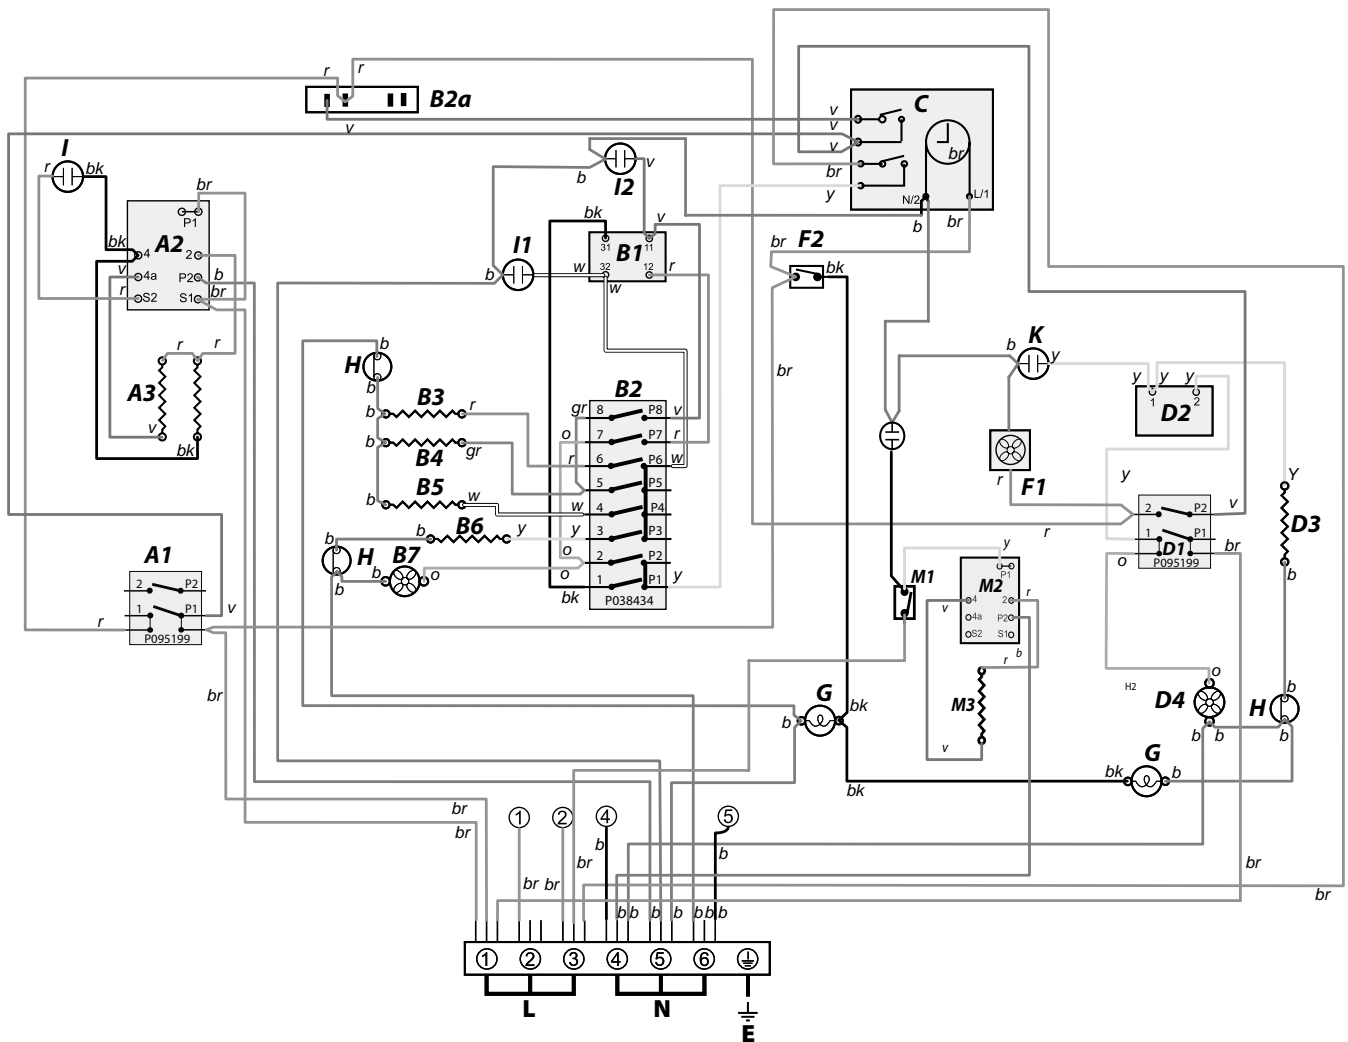 r
r
B2a
v
C
v
v
v
br
br
y
N/2
L/1
b
br
I
r
bk
br
P1
A2
bk
4
2
v
4a
P2
b
r
S2
S1
br
r
r
A3
v
bk
I2
v
b
bk
v
31
11
B1
I1
b
w
32
12
r
w
F2
br
bk
br
K
b
y
y
y
y
1
2
D2
F1
r
y
Y
D3
b
2
P2
v
1
P1
br
D1
P095199
o
r
b
H
b
B3
b
r
B4
b
gr
B5
b
w
B6
b
y
b
H
B7
b
b
o
B2
gr
8
P8
v
o
7
P7
r
r
6
P6
w
5
P5
w
4
P4
y
3
P3
o
2
P2
o
1
P1
y
bk
P038434
A1
2
P2
1
P1
v
r
P095199
br
M1
y
P1
M2
v
4
2
r
4a
P2
S2
S1
b
r
M3
v
G
b
bk
bk
H2
o
D4
b
b
b
H
b
G
bk
b
br
br
br
br
1
2
4
5
b
b
br
br
br
b
b
b
b
b
b
b
1
2
3
4
5
6
L
N
E